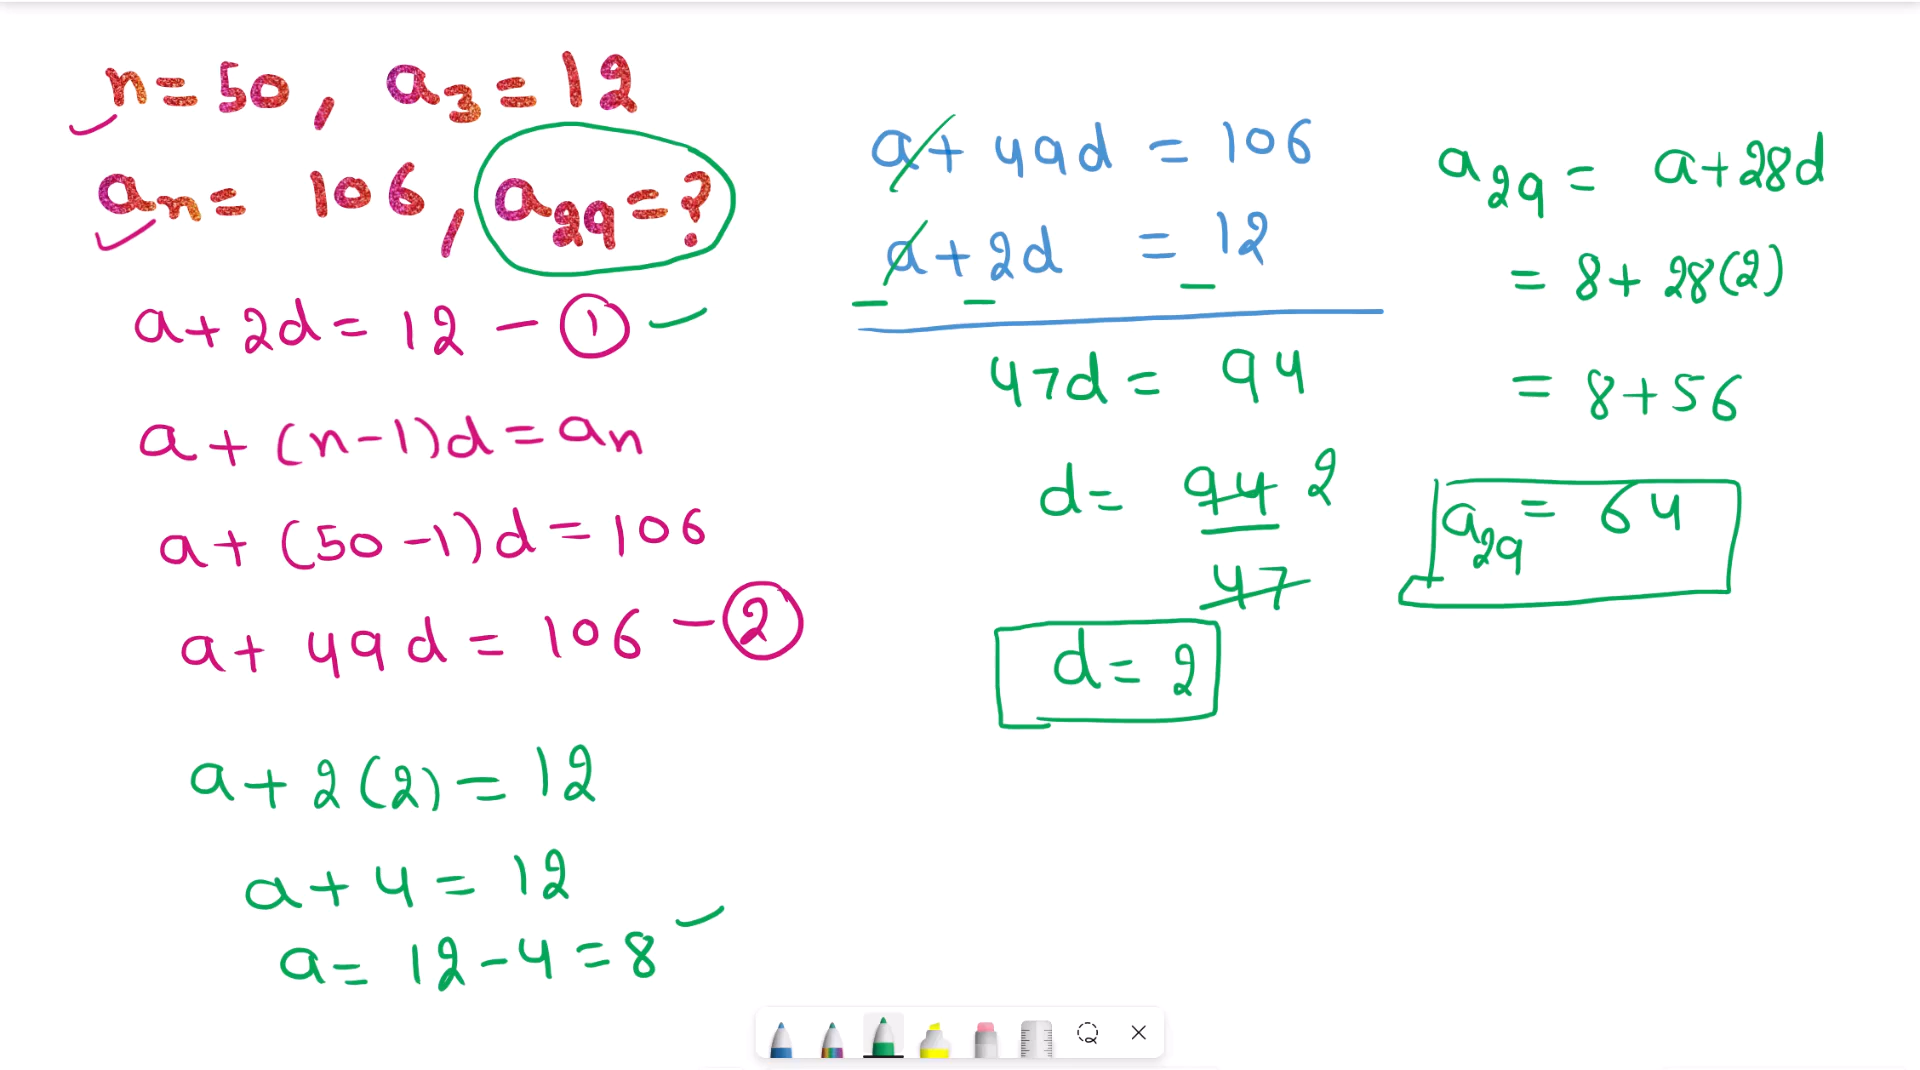 n=50, a₃=12
aₙ= 106, a₂₉=?
a+2d=12 - ①
a+(n-1)d=aₙ
a+(50-1)d=106
a+49d=106 - ②
a+2(2)=12
a+4=12
a=12-4=8
a+49d=106
a+2d=12
47d=94
d=94 2
47
d=2
a₂₉= a+28d
=8+28(2)
=8+56
a₂₉=64